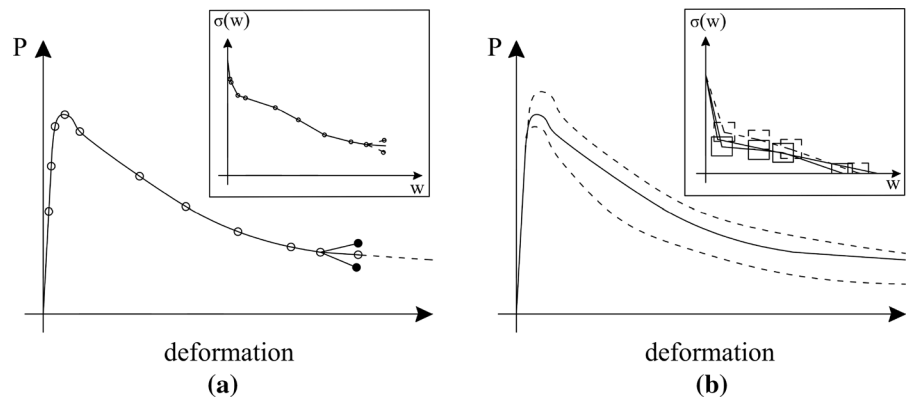 P
σ(w)
w
deformation
(a)
P
σ(w)
w
deformation
(b)